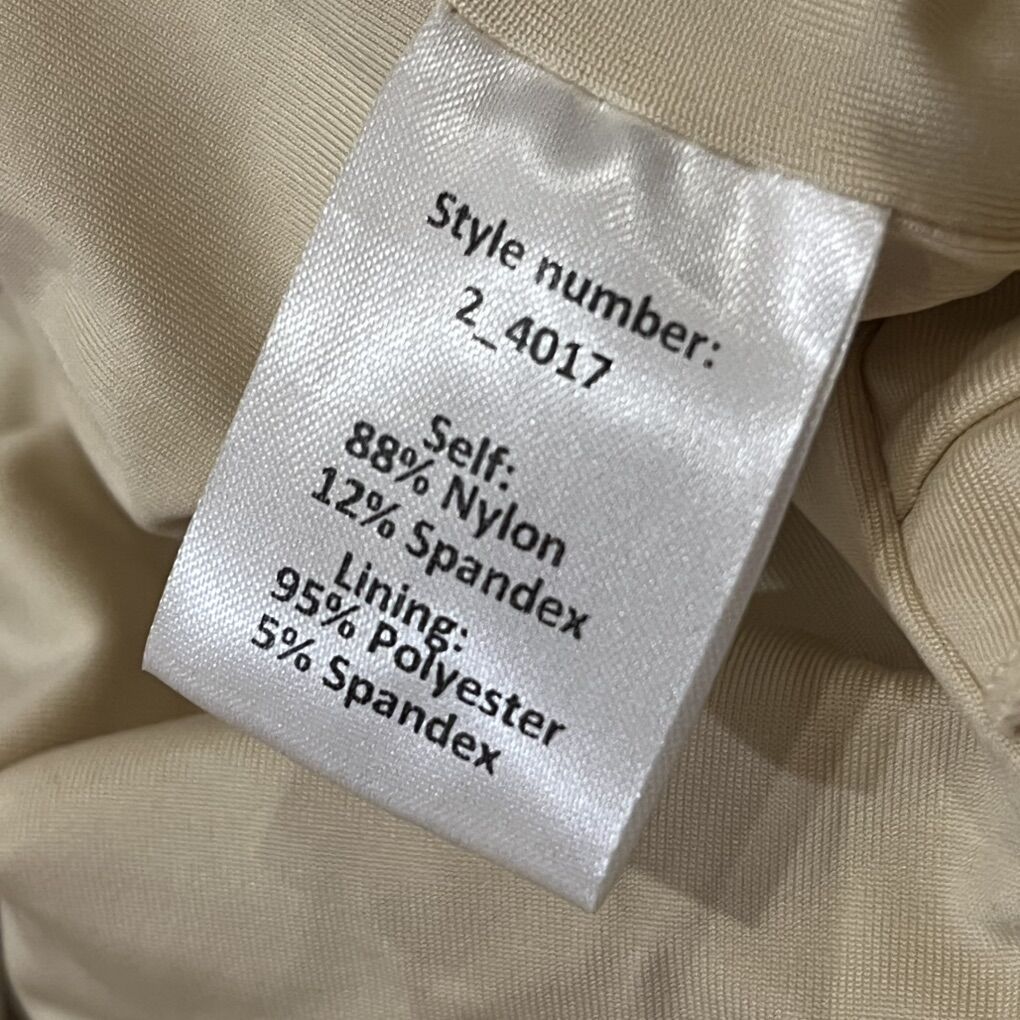 Style number:
2_4017
Self:
88% Nylon
12% Spandex
Lining:
95% Polyester
5% Spandex